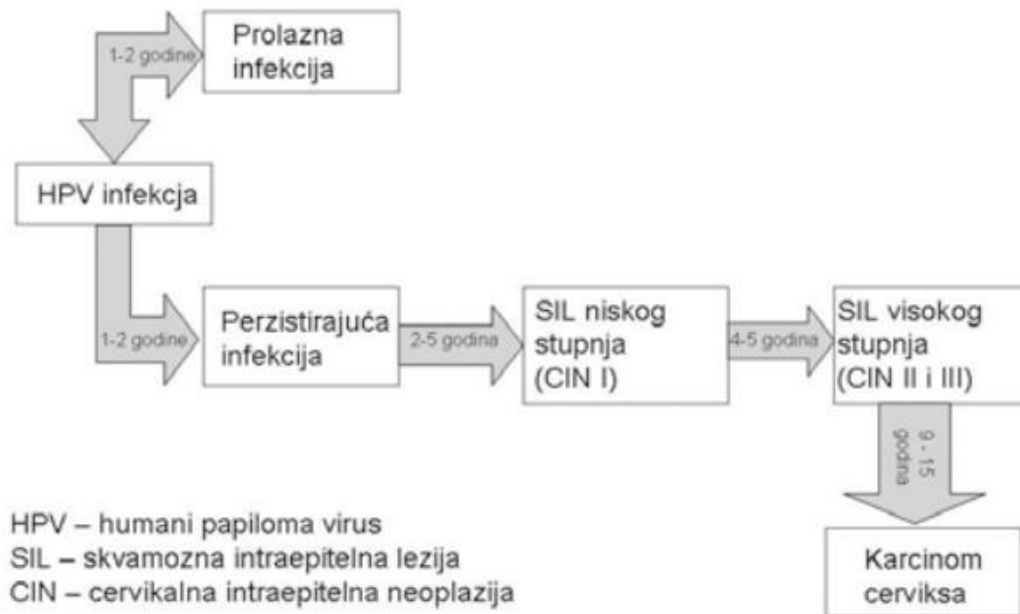 1-2 godine
Prolazna
infekcija
HPV infekcja
1-2 godine
Perzistirajuća
infekcija
2-5 godina
SIL niskog
stupnja
(CIN I)
4-5 godina
SIL visokog
stupnja
(CIN II i III)
9 - 15
godina
Karcinom
cerviksa
HPV – humani papiloma virus
SIL – skvamozna intraepitelna lezija
CIN – cervikalna intraepitelna neoplazija